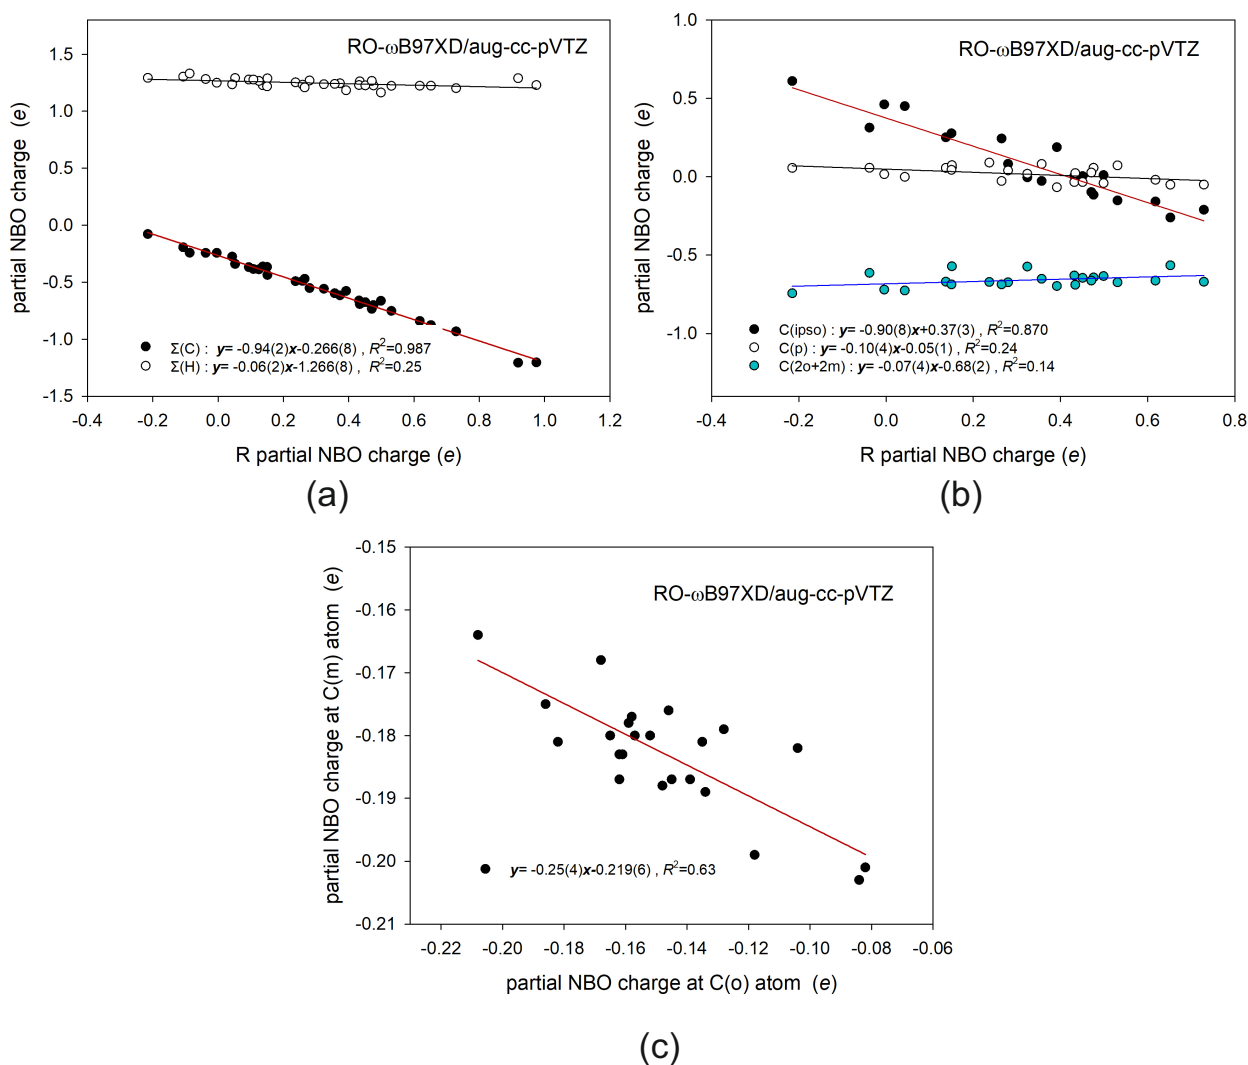 RO-ωB97XD/aug-cc-pVTZ
partial NBO charge (e)
1.5
1.0
0.5
0.0
-0.5
-1.0
-1.5
Σ(C) : y= -0.94(2)x-0.266(8) , R²=0.987
Σ(H) : y= -0.06(2)x-1.266(8) , R²=0.25
-0.4 -0.2 0.0 0.2 0.4 0.6 0.8 1.0 1.2
R partial NBO charge (e)
(a)
RO-ωB97XD/aug-cc-pVTZ
partial NBO charge (e)
1.0
0.5
0.0
-0.5
-1.0
C(ipso) : y= -0.90(8)x+0.37(3) , R²=0.870
C(p) : y= -0.10(4)x-0.05(1) , R²=0.24
C(2o+2m) : y= -0.07(4)x-0.68(2) , R²=0.14
-0.4 -0.2 0.0 0.2 0.4 0.6 0.8
R partial NBO charge (e)
(b)
RO-ωB97XD/aug-cc-pVTZ
partial NBO charge at C(m) atom (e)
-0.15
-0.16
-0.17
-0.18
-0.19
-0.20
-0.21
y= -0.25(4)x-0.219(6) , R²=0.63
-0.22 -0.20 -0.18 -0.16 -0.14 -0.12 -0.10 -0.08 -0.06
partial NBO charge at C(o) atom (e)
(c)